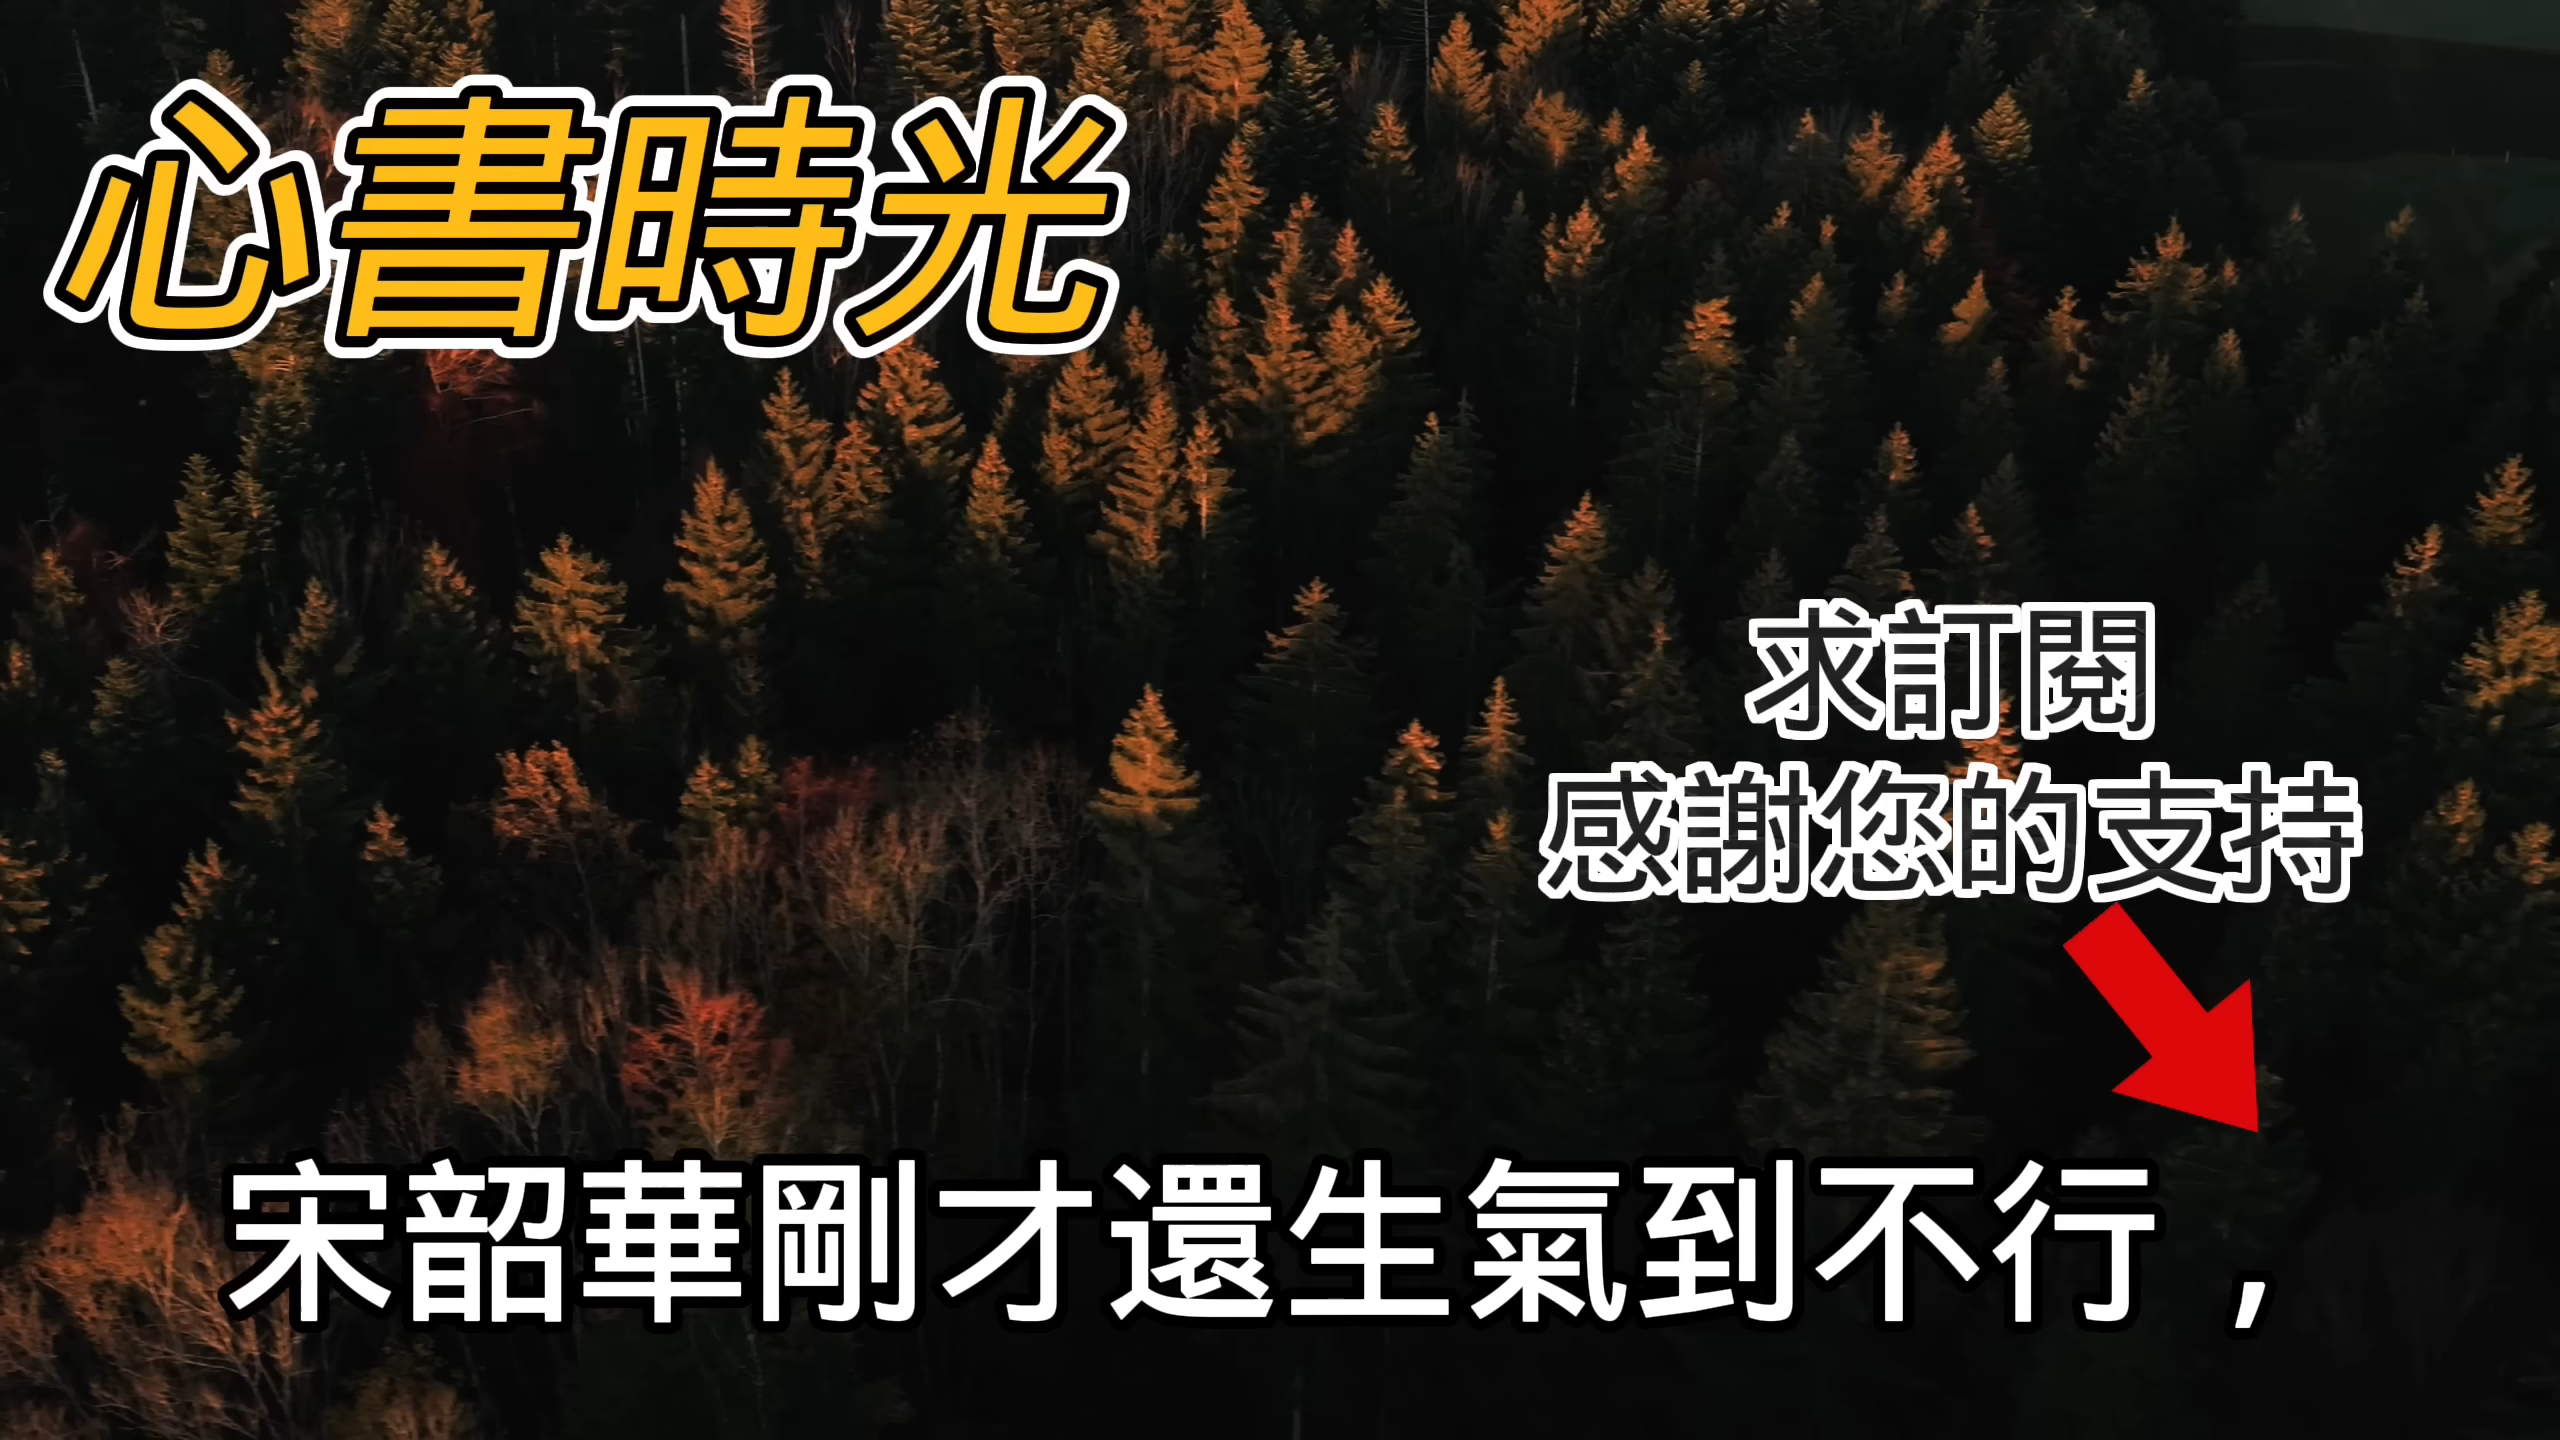 心書時光
求訂閱
感謝您的支持
宋韶華剛才還生氣到不行,